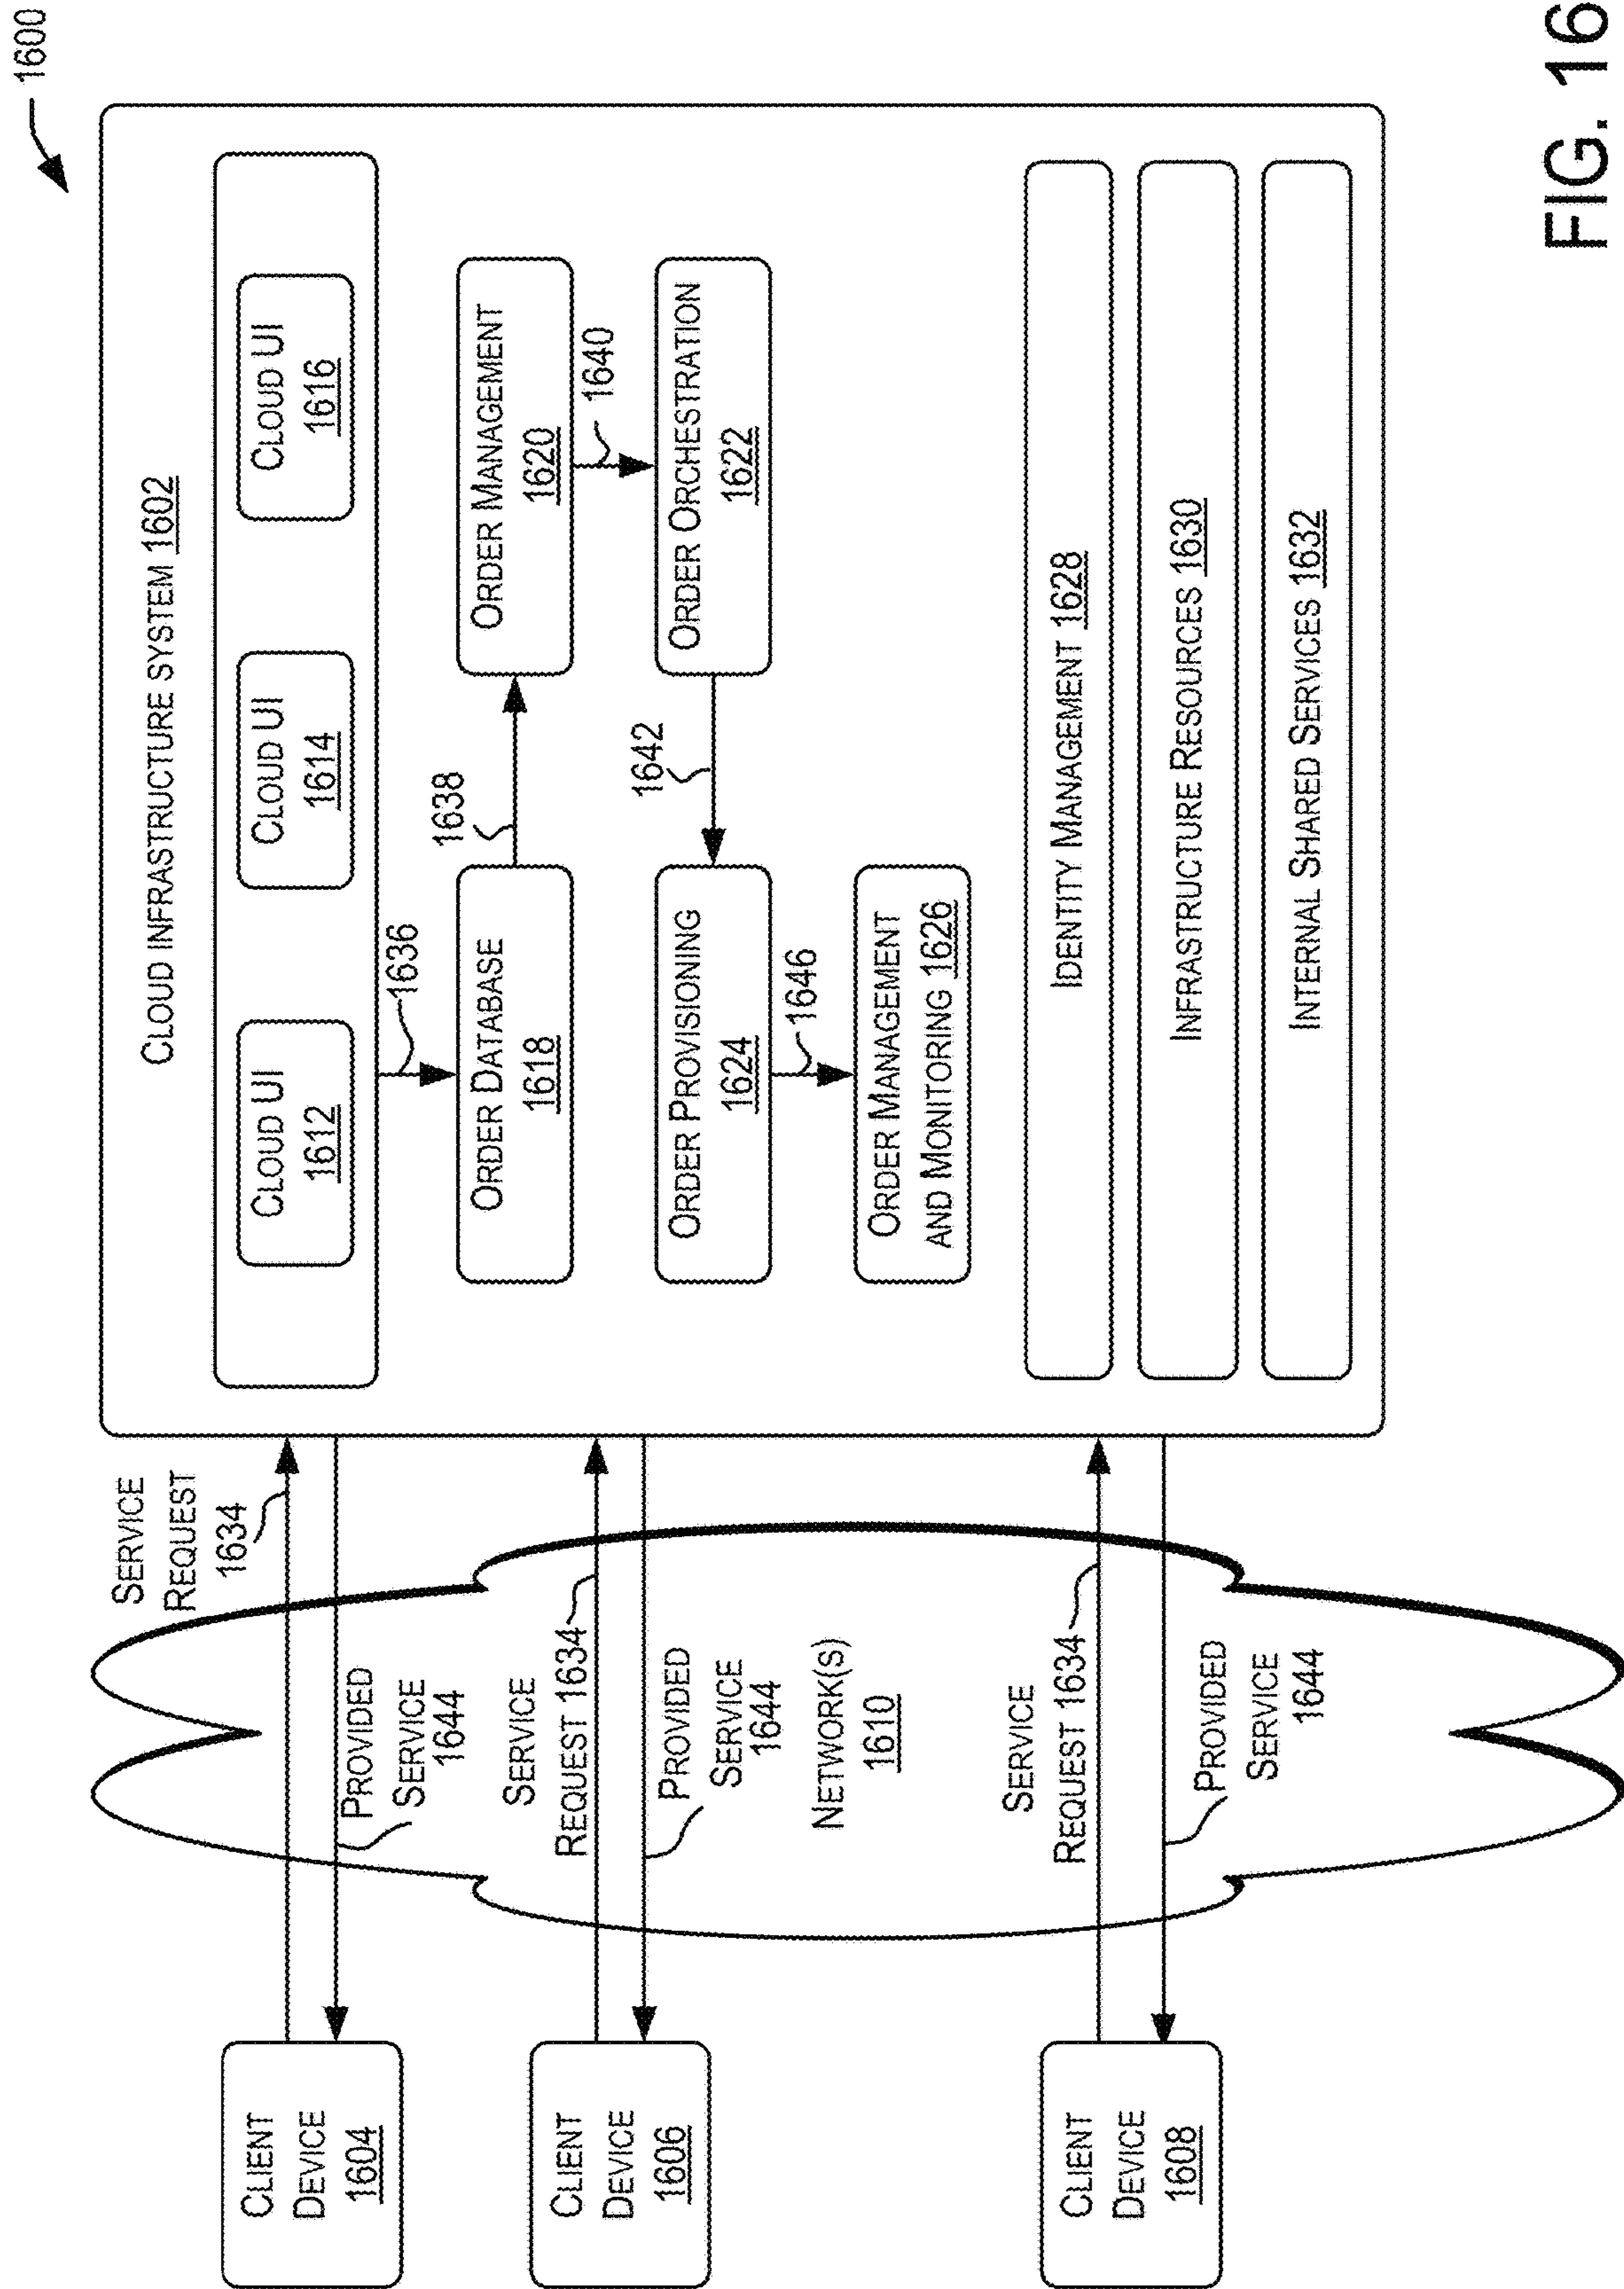 1600
CLOUD INFRASTRUCTURE SYSTEM 1602
CLOUD UI
1612
CLOUD UI
1614
CLOUD UI
1616
1636
ORDER DATABASE
1618
1638
ORDER MANAGEMENT
1620
1640
ORDER PROVISIONING
1624
1642
ORDER ORCHESTRATION
1622
1646
ORDER MANAGEMENT
AND MONITORING 1626
IDENTITY MANAGEMENT 1628
INFRASTRUCTURE RESOURCES 1630
INTERNAL SHARED SERVICES 1632
CLIENT
DEVICE
1604
SERVICE
REQUEST
1634
PROVIDED
SERVICE
1644
CLIENT
DEVICE
1606
SERVICE
REQUEST 1634
PROVIDED
SERVICE
1644
NETWORK(S)
1610
CLIENT
DEVICE
1608
SERVICE
REQUEST 1634
PROVIDED
SERVICE
1644
FIG. 16